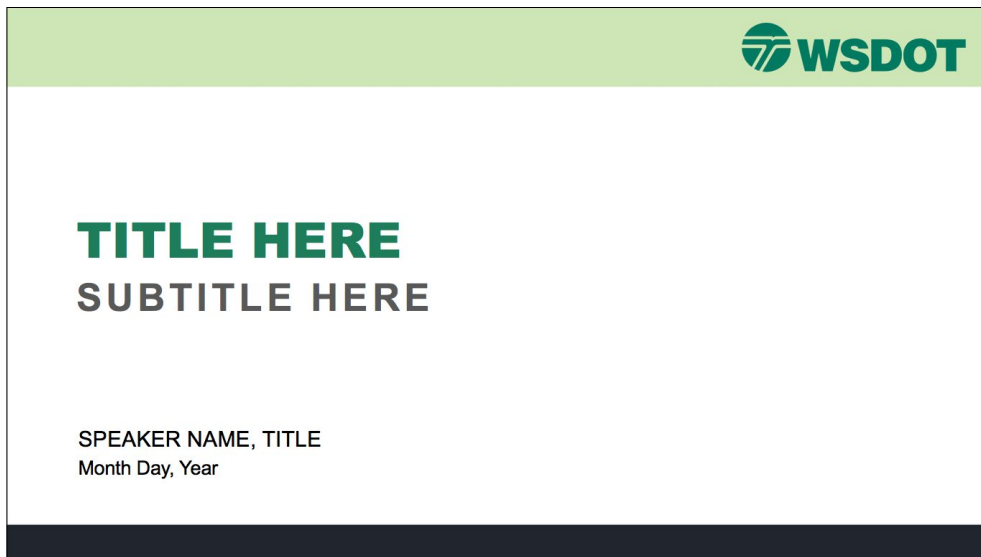 WSDOT
TITLE HERE
SUBTITLE HERE
SPEAKER NAME, TITLE
Month Day, Year